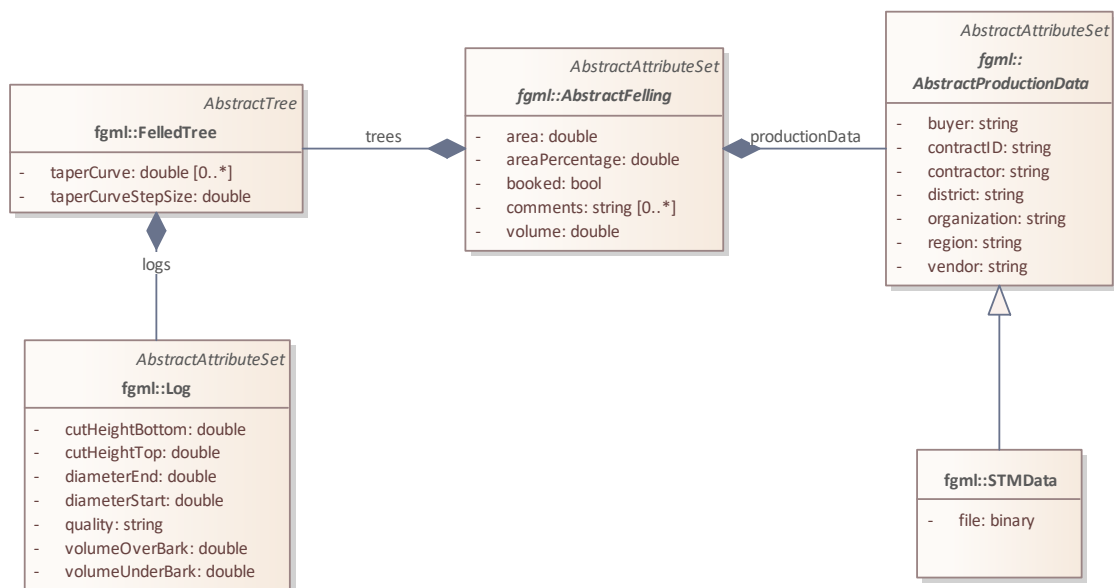 AbstractTree
fgml::FelledTree
- taperCurve: double [0..*]
- taperCurveStepSize: double
trees
AbstractAttributeSet
fgml::AbstractFelling
- area: double
- areaPercentage: double
- booked: bool
- comments: string [0..*]
- volume: double
productionData
AbstractAttributeSet
fgml::
AbstractProductionData
- buyer: string
- contractID: string
- contractor: string
- district: string
- organization: string
- region: string
- vendor: string
logs
AbstractAttributeSet
fgml::Log
- cutHeightBottom: double
- cutHeightTop: double
- diameterEnd: double
- diameterStart: double
- quality: string
- volumeOverBark: double
- volumeUnderBark: double
fgml::STMData
- file: binary